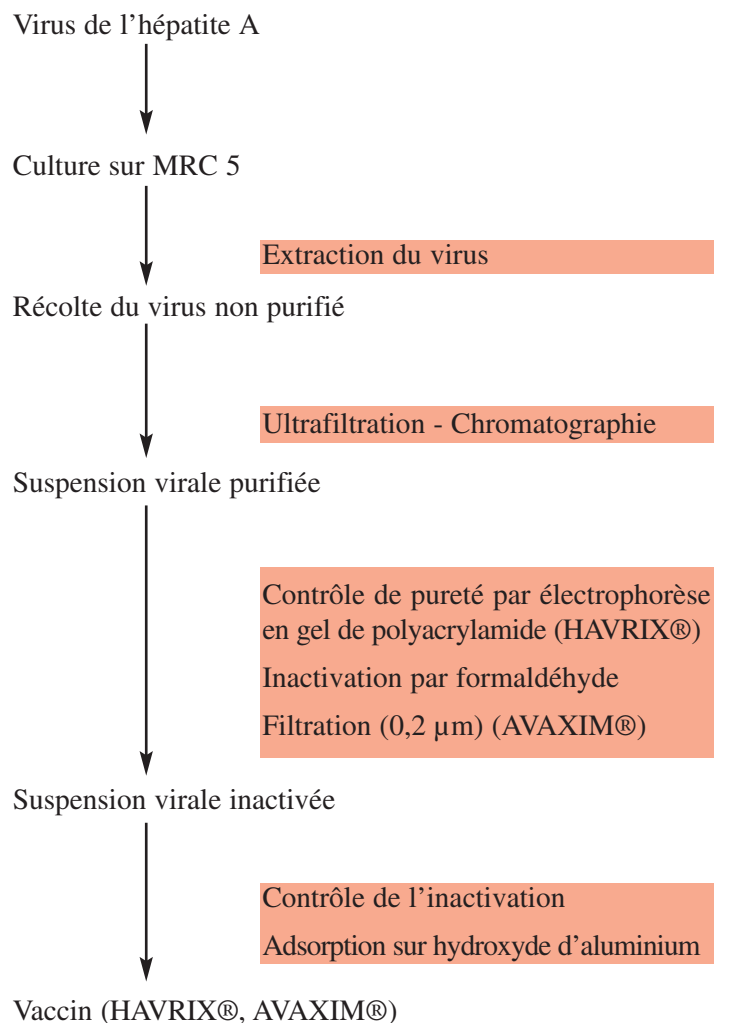 Virus de l’hépatite A
Culture sur MRC 5
Extraction du virus
Récolte du virus non purifié
Ultrafiltration - Chromatographie
Suspension virale purifiée
Contrôle de pureté par électrophorèse
en gel de polyacrylamide (HAVRIX®)
Inactivation par formaldéhyde
Filtration (0,2 µm) (AVAXIM®)
Suspension virale inactivée
Contrôle de l’inactivation
Adsorption sur hydroxyde d’aluminium
Vaccin (HAVRIX®, AVAXIM®)